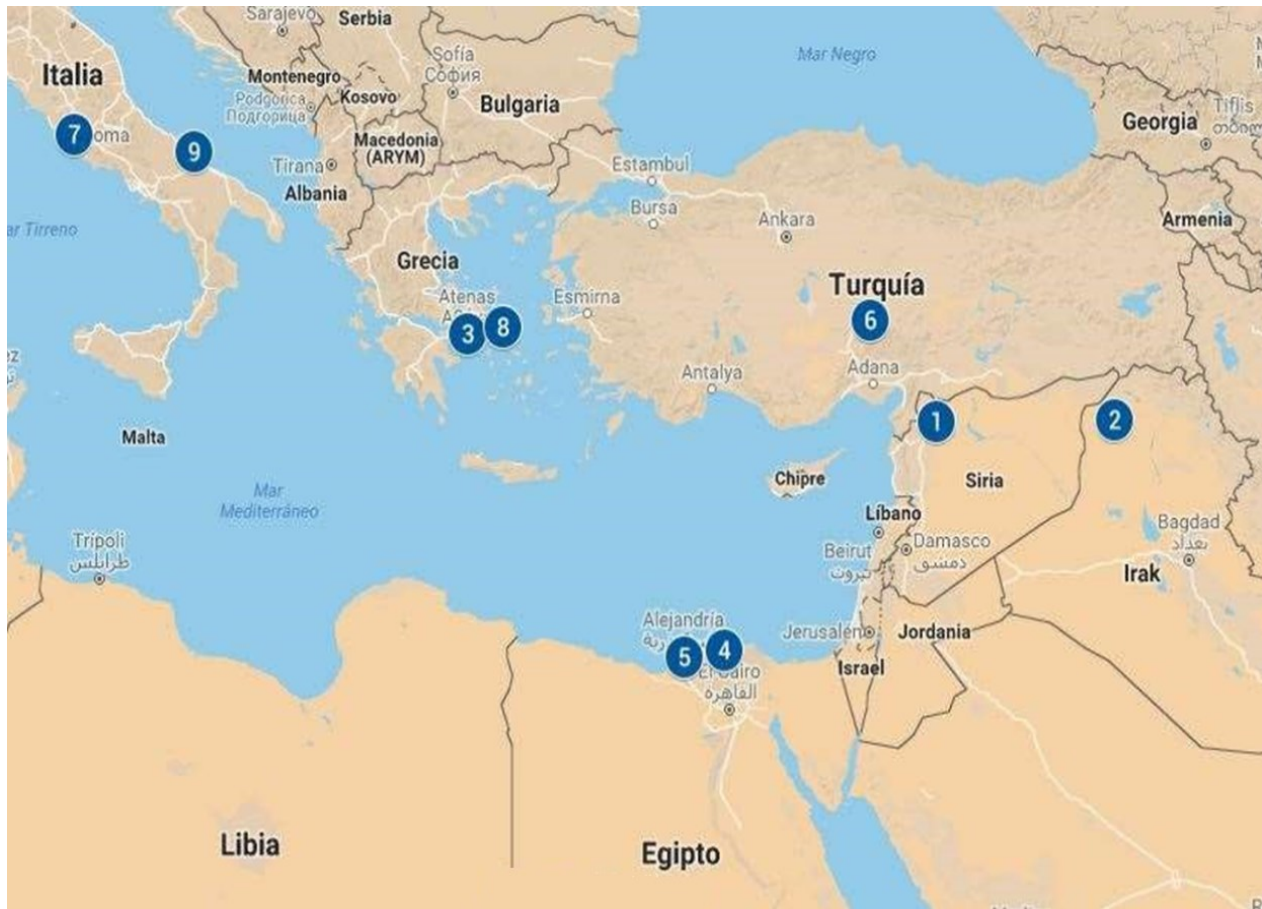 Sarajevo
Serbia
Mar Negro
Italia
Sofía
София
Montenegro
Kosovo
Bulgaria
Podgorica
Подгорица
Georgia
Tiflis
7
oma
9
Macedonia
(ARYM)
Tirana
Albania
Estambul
Bursa
Ankara
Armenia
ar Tirreno
Grecia
Turquía
Atenas
Esmirna
3
8
6
Antalya
Adana
1
2
Malta
Chipre
Siria
Mar
Mediterráneo
Líbano
Tripoli
طرابلس
Beirut
بيروت
Damasco
دمشق
Bagdad
بغداد
Irak
Alejandría
Jerusalén
Jordania
5
4
El Cairo
القاهرة
Israel
Libia
Egipto